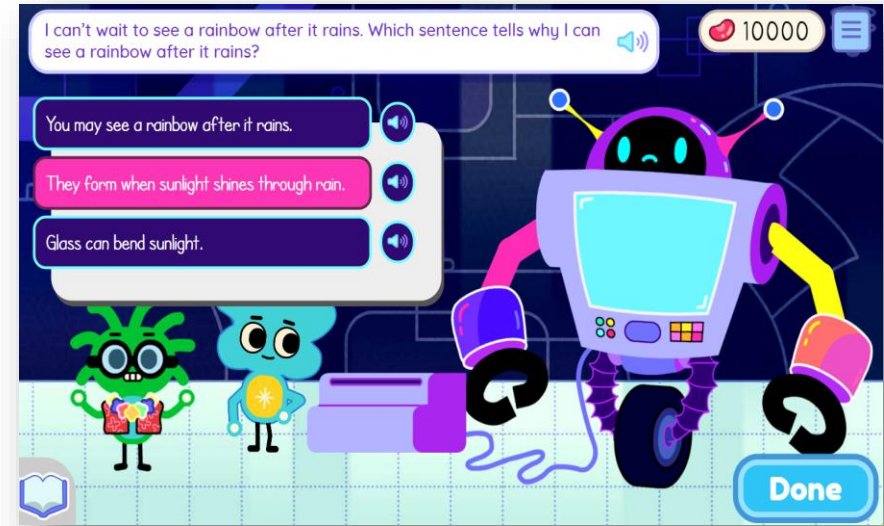 I can’t wait to see a rainbow after it rains. Which sentence tells why I can
see a rainbow after it rains?
10000
You may see a rainbow after it rains.
They form when sunlight shines through rain.
Glass can bend sunlight.
Done